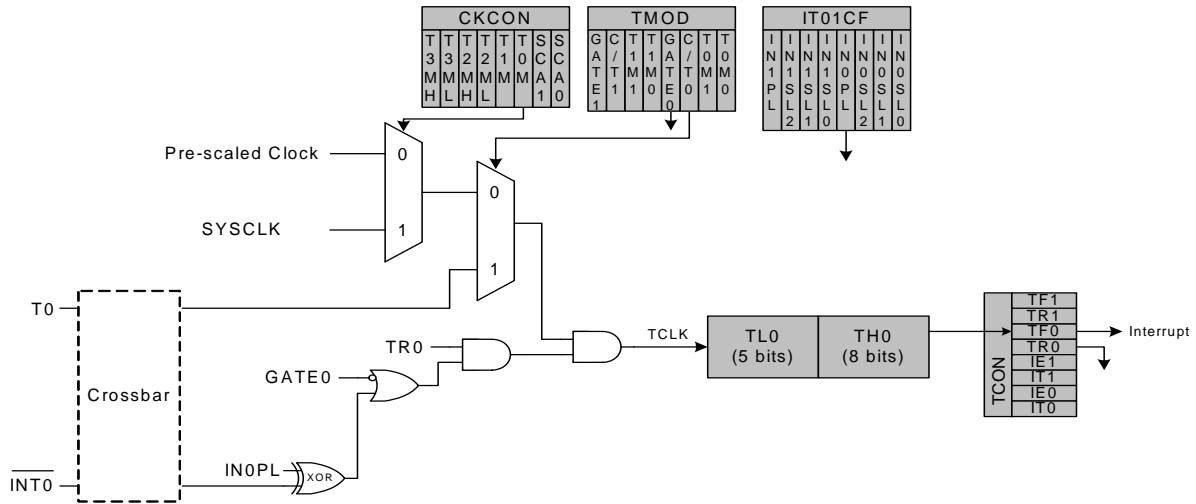 CKCON
T3MH
T3ML
T2MH
T2ML
T1M
T0M
SCA1
SCA0
TMOD
GATE1
C/T1
T1M1
T1M0
GATE0
C/T0
T0M1
T0M0
IT01CF
IN1PL
IN1SL2
IN1SL1
IN1SL0
IN0PL
IN0SL2
IN0SL1
IN0SL0
Pre-scaled Clock
0
SYSCLK
1
0
1
T0
Crossbar
INT0
TR0
GATE0
IN0PL
XOR
TCLK
TL0
(5 bits)
TH0
(8 bits)
TCON
TF1
TR1
TF0
TR0
IE1
IT1
IE0
IT0
Interrupt